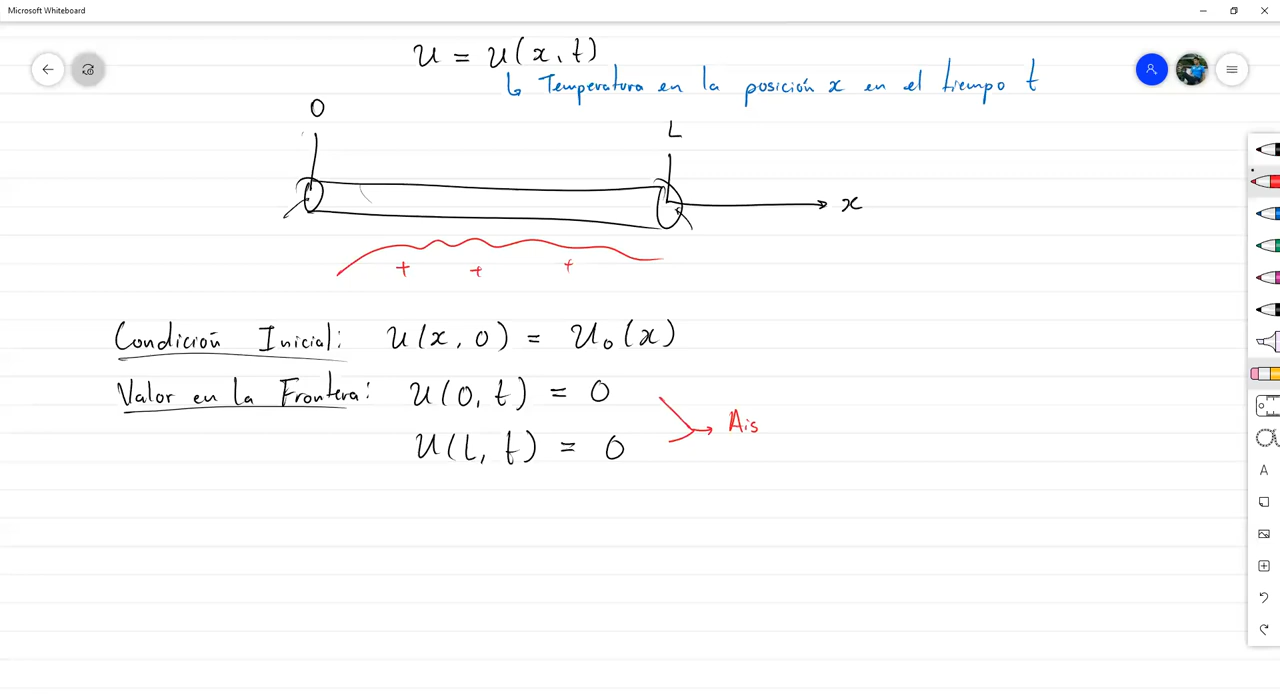 Microsoft Whiteboard
u = u(x, t)
↳ Temperatura en la posición x en el tiempo t
0
L
x
+ + +
Condición Inicial: u(x, 0) = u₀(x)
Valor en la Frontera: u(0, t) = 0
u(L, t) = 0
→ Ais
A